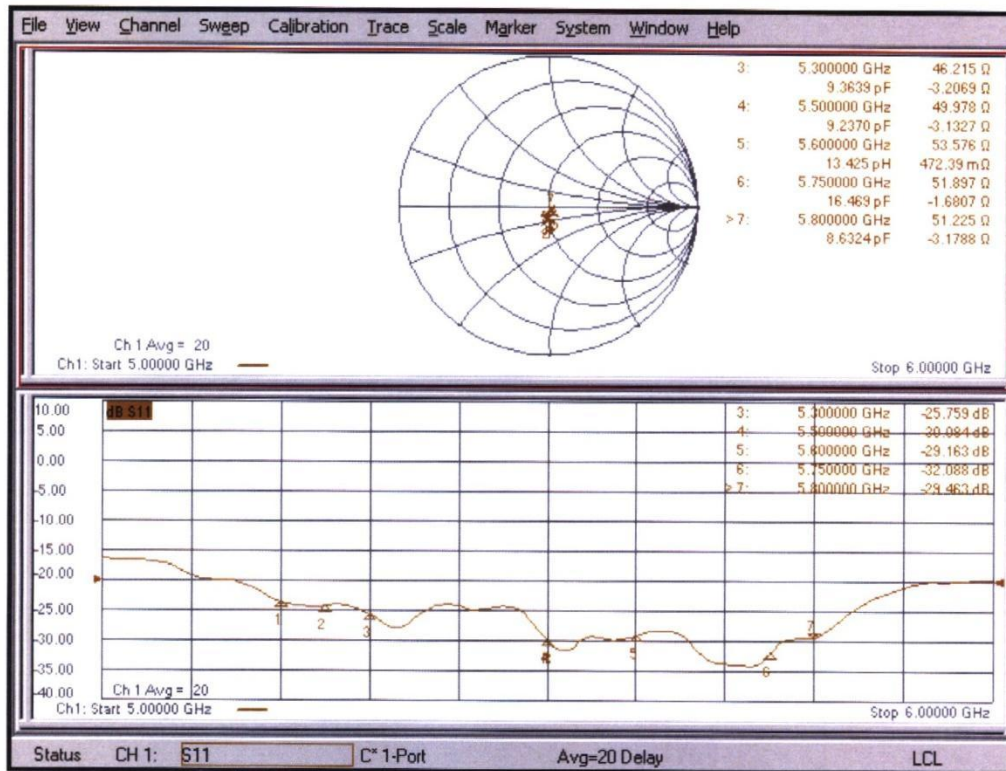 File View Channel Sweep Calibration Trace Scale Marker System Window Help
3: 5.300000 GHz 46.215 Ω
9.3639 pF -3.2069 Ω
4: 5.500000 GHz 49.978 Ω
9.2370 pF -3.1327 Ω
5: 5.600000 GHz 53.576 Ω
13.425 pH 472.39 mΩ
6: 5.750000 GHz 51.897 Ω
16.469 pF -1.6807 Ω
>7: 5.800000 GHz 51.225 Ω
8.6324 pF -3.1788 Ω
Ch 1 Avg = 20
Ch1: Start 5.00000 GHz
Stop 6.00000 GHz
10.00
dB S11
5.00
0.00
-5.00
-10.00
-15.00
-20.00
-25.00
-30.00
-35.00
-40.00
3: 5.300000 GHz -25.759 dB
4: 5.500000 GHz -30.084 dB
5: 5.600000 GHz -29.163 dB
6: 5.750000 GHz -32.088 dB
>7: 5.800000 GHz -29.463 dB
1
2
3
5
6
7
Ch 1 Avg = 20
Ch1: Start 5.00000 GHz
Stop 6.00000 GHz
Status CH 1: S11 C* 1-Port Avg=20 Delay LCL